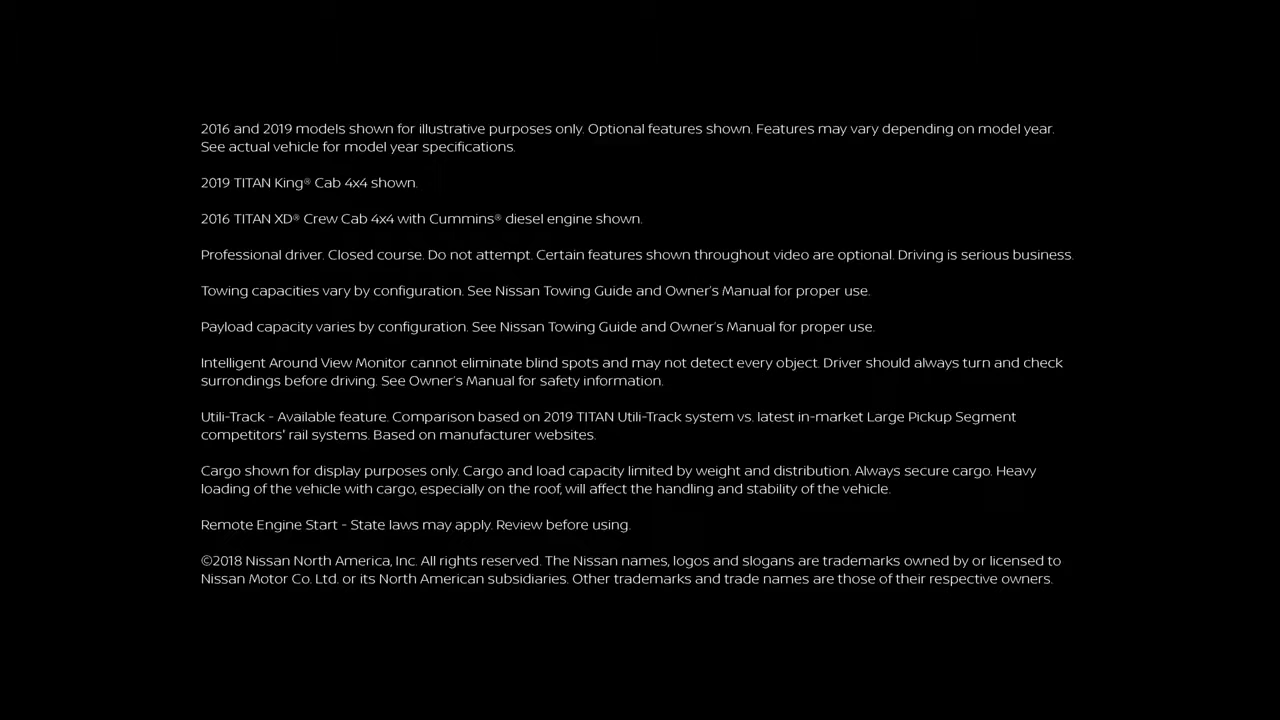 2016 and 2019 models shown for illustrative purposes only. Optional features shown. Features may vary depending on model year.
See actual vehicle for model year specifications.
2019 TITAN King® Cab 4x4 shown.
2016 TITAN XD® Crew Cab 4x4 with Cummins® diesel engine shown.
Professional driver. Closed course. Do not attempt. Certain features shown throughout video are optional. Driving is serious business.
Towing capacities vary by configuration. See Nissan Towing Guide and Owner's Manual for proper use.
Payload capacity varies by configuration. See Nissan Towing Guide and Owner's Manual for proper use.
Intelligent Around View Monitor cannot eliminate blind spots and may not detect every object. Driver should always turn and check
surrondings before driving. See Owner's Manual for safety information.
Utili-Track - Available feature. Comparison based on 2019 TITAN Utili-Track system vs. latest in-market Large Pickup Segment
competitors' rail systems. Based on manufacturer websites.
Cargo shown for display purposes only. Cargo and load capacity limited by weight and distribution. Always secure cargo. Heavy
loading of the vehicle with cargo, especially on the roof, will affect the handling and stability of the vehicle.
Remote Engine Start - State laws may apply. Review before using.
©2018 Nissan North America, Inc. All rights reserved. The Nissan names, logos and slogans are trademarks owned by or licensed to
Nissan Motor Co. Ltd. or its North American subsidiaries. Other trademarks and trade names are those of their respective owners.